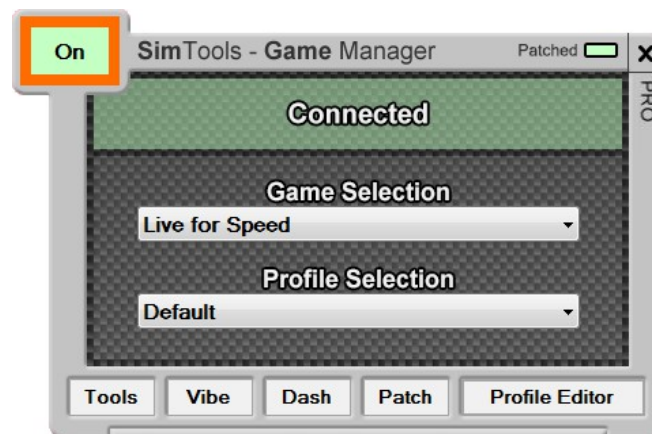 On
SimTools - Game Manager
Patched
x
PRO
Connected
Game Selection
Live for Speed
Profile Selection
Default
Tools
Vibe
Dash
Patch
Profile Editor